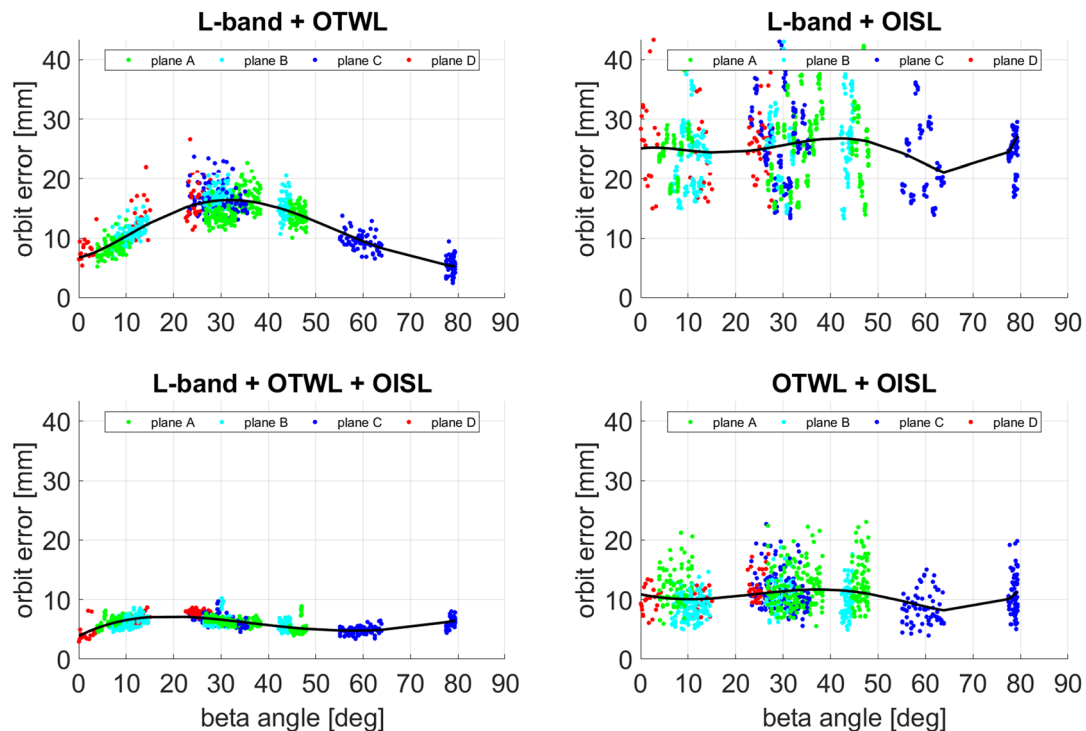 L-band + OTWL
orbit error [mm]
40
30
20
10
0
plane A plane B plane C plane D
0 10 20 30 40 50 60 70 80 90
L-band + OISL
orbit error [mm]
40
30
20
10
0
plane A plane B plane C plane D
0 10 20 30 40 50 60 70 80 90
L-band + OTWL + OISL
orbit error [mm]
40
30
20
10
0
plane A plane B plane C plane D
0 10 20 30 40 50 60 70 80 90
beta angle [deg]
OTWL + OISL
orbit error [mm]
40
30
20
10
0
plane A plane B plane C plane D
0 10 20 30 40 50 60 70 80 90
beta angle [deg]